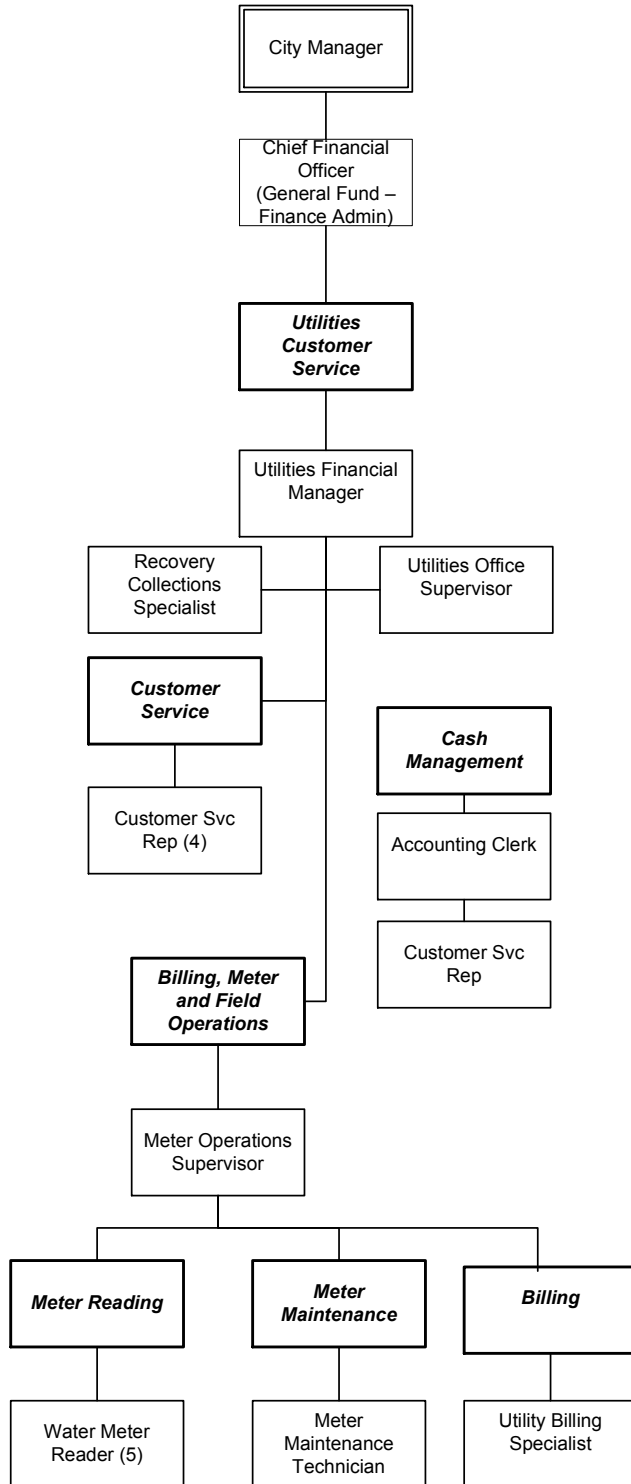 City Manager
Chief Financial
Officer
(General Fund –
Finance Admin)
Utilities
Customer
Service
Utilities Financial
Manager
Recovery
Collections
Specialist
Utilities Office
Supervisor
Customer
Service
Cash
Management
Customer Svc
Rep (4)
Accounting Clerk
Customer Svc
Rep
Billing, Meter
and Field
Operations
Meter Operations
Supervisor
Meter Reading
Meter
Maintenance
Billing
Water Meter
Reader (5)
Meter
Maintenance
Technician
Utility Billing
Specialist